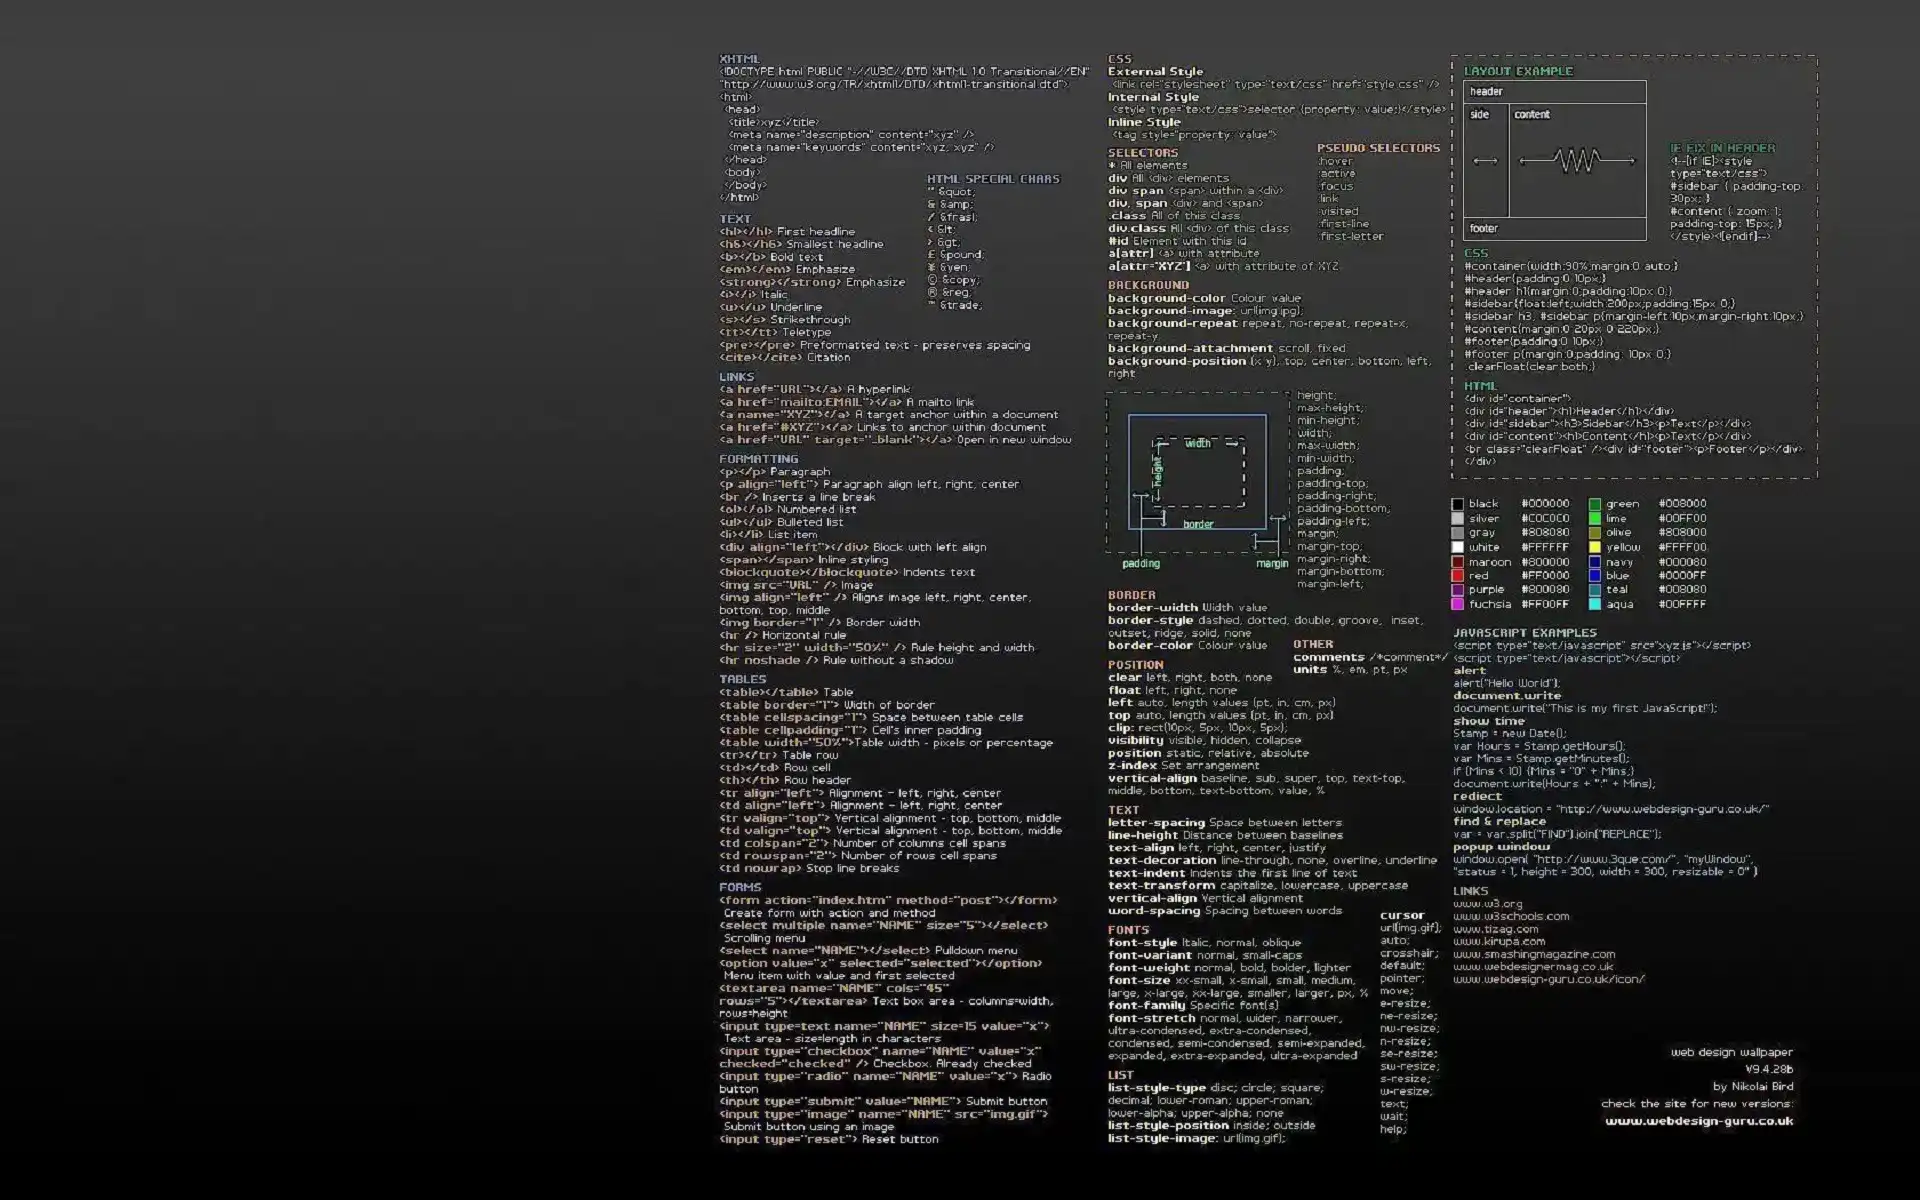 XHTML
<!DOCTYPE html PUBLIC "-//W3C//DTD XHTML 1.0 Transitional//EN"
"http://www.w3.org/TR/xhtml1/DTD/xhtml1-transitional.dtd">
<html>
<head>
<title>xyz</title>
<meta name="description" content="xyz" />
<meta name="keywords" content="xyz, xyz" />
</head>
<body>
</body>
</html>
HTML SPECIAL CHARS
" &quot;
& &amp;
/ &frasl;
< &lt;
> &gt;
£ &pound;
¥ &yen;
© &copy;
® &reg;
™ &trade;
TEXT
<h1></h1> First headline
<h6></h6> Smallest headline
<b></b> Bold text
<em></em> Emphasize
<strong></strong> Emphasize
<i></i> Italic
<u></u> Underline
<s></s> Strikethrough
<tt></tt> Teletype
<pre></pre> Preformatted text - preserves spacing
<cite></cite> Citation
LINKS
<a href="URL"></a> A hyperlink
<a href="mailto:EMAIL"></a> A mailto link
<a name="XYZ"></a> A target anchor within a document
<a href="#XYZ"></a> Links to anchor within document
<a href="URL" target="_blank"></a> Open in new window
FORMATTING
<p></p> Paragraph
<p align="left"> Paragraph align left, right, center
<br /> Inserts a line break
<ol></ol> Numbered list
<ul></ul> Bulleted list
<li></li> List item
<div align="left"></div> Block with left align
<span></span> Inline styling
<blockquote></blockquote> Indents text
<img src="URL" /> Image
<img align="left" /> Aligns image left, right, center,
bottom, top, middle
<img border="1" /> Border width
<hr /> Horizontal rule
<hr size="2" width="50%" /> Rule height and width
<hr noshade /> Rule without a shadow
TABLES
<table></table> Table
<table border="1"> Width of border
<table cellspacing="1"> Space between table cells
<table cellpadding="1"> Cell's inner padding
<table width="50%">Table width - pixels or percentage
<tr></tr> Table row
<td></td> Row cell
<th></th> Row header
<tr align="left"> Alignment - left, right, center
<td align="left"> Alignment - left, right, center
<tr valign="top"> Vertical alignment - top, bottom, middle
<td valign="top"> Vertical alignment - top, bottom, middle
<td colspan="2"> Number of columns cell spans
<td rowspan="2"> Number of rows cell spans
<td nowrap> Stop line breaks
FORMS
<form action="index.htm" method="post"></form>
Create form with action and method
<select multiple name="NAME" size="5"></select>
Scrolling menu
<select name="NAME"></select> Pulldown menu
<option value="x" selected="selected"></option>
Menu item with value and first selected
<textarea name="NAME" cols="45"
rows="5"></textarea> Text box area - columns=width,
rows=height
<input type=text name="NAME" size=15 value="x">
Text area - size=length in characters
<input type="checkbox" name="NAME" value="x"
checked="checked" /> Checkbox. Already checked
<input type="radio" name="NAME" value="x"> Radio
button
<input type="submit" value="NAME"> Submit button
<input type="image" name="NAME" src="img.gif">
Submit button using an image
<input type="reset"> Reset button
CSS
External Style
<link rel="stylesheet" type="text/css" href="style.css" />
Internal Style
<style type="text/css">selector {property: value;}</style>
Inline Style
<tag style="property: value">
SELECTORS
* All elements
div All <div> elements
div span <span> within a <div>
div, span <div> and <span>
.class All of this class
div.class All <div> of this class
#id Element with this id
a[attr] <a> with attribute
a[attr='XYZ'] <a> with attribute of XYZ
PSEUDO SELECTORS
:hover
:active
:focus
:link
:visited
:first-line
:first-letter
BACKGROUND
background-color Colour value
background-image: url(img.jpg);
background-repeat repeat, no-repeat, repeat-x,
repeat-y
background-attachment scroll, fixed
background-position (x y), top, center, bottom, left,
right
width
height
border
padding
margin
height;
max-height;
min-height;
width;
max-width;
min-width;
padding;
padding-top;
padding-right;
padding-bottom;
padding-left;
margin;
margin-top;
margin-right;
margin-bottom;
margin-left;
BORDER
border-width Width value
border-style dashed, dotted, double, groove, inset,
outset, ridge, solid, none
border-color Colour value
OTHER
comments /*comment*/
units %, em, pt, px
POSITION
clear left, right, both, none
float left, right, none
left auto, length values (pt, in, cm, px)
top auto, length values (pt, in, cm, px)
clip: rect(10px, 5px, 10px, 5px);
visibility visible, hidden, collapse
position static, relative, absolute
z-index Set arrangement
vertical-align baseline, sub, super, top, text-top,
middle, bottom, text-bottom, value, %
TEXT
letter-spacing Space between letters
line-height Distance between baselines
text-align left, right, center, justify
text-decoration line-through, none, overline, underline
text-indent Indents the first line of text
text-transform capitalize, lowercase, uppercase
vertical-align Vertical alignment
word-spacing Spacing between words
FONTS
font-style Italic, normal, oblique
font-variant normal, small-caps
font-weight normal, bold, bolder, lighter
font-size xx-small, x-small, small, medium,
large, x-large, xx-large, smaller, larger, px, %
font-family Specific font(s)
font-stretch normal, wider, narrower,
ultra-condensed, extra-condensed,
condensed, semi-condensed, semi-expanded,
expanded, extra-expanded, ultra-expanded
LIST
list-style-type disc; circle; square;
decimal; lower-roman; upper-roman;
lower-alpha; upper-alpha; none
list-style-position inside; outside
list-style-image: url(img.gif);
cursor
url(img.gif);
auto;
crosshair;
default;
pointer;
move;
e-resize;
ne-resize;
nw-resize;
n-resize;
se-resize;
sw-resize;
s-resize;
w-resize;
text;
wait;
help;
LAYOUT EXAMPLE
header
side
content
footer
IE FIX IN HEADER
<!--[if IE]><style
type="text/css">
#sidebar { padding-top:
30px; }
#content { zoom: 1;
padding-top: 15px; }
</style><![endif]-->
CSS
#container{width:90%;margin:0 auto;}
#header{padding:0 10px;}
#header h1{margin:0;padding:10px 0;}
#sidebar{float:left;width:200px;padding:15px 0;}
#sidebar h3, #sidebar p{margin-left:10px;margin-right:10px;}
#content{margin:0 20px 0 220px;}
#footer{padding:0 10px;}
#footer p{margin:0;padding: 10px 0;}
.clearFloat{clear:both;}
HTML
<div id="container">
<div id="header"><h1>Header</h1></div>
<div id="sidebar"><h3>Sidebar</h3><p>Text</p></div>
<div id="content"><h1>Content</h1><p>Text</p></div>
<br class="clearFloat" /><div id="footer"><p>Footer</p></div>
</div>
black #000000 green #008000
silver #C0C0C0 lime #00FF00
gray #808080 olive #808000
white #FFFFFF yellow #FFFF00
maroon #800000 navy #000080
red #FF0000 blue #0000FF
purple #800080 teal #008080
fuchsia #FF00FF aqua #00FFFF
JAVASCRIPT EXAMPLES
<script type="text/javascript" src="xyz.js"></script>
<script type="text/javascript"></script>
alert
alert("Hello World");
document.write
document.write("This is my first JavaScript!");
show time
Stamp = new Date();
var Hours = Stamp.getHours();
var Mins = Stamp.getMinutes();
if (Mins < 10) {Mins = "0" + Mins;}
document.write(Hours + ":" + Mins);
rediect
window.location = "http://www.webdesign-guru.co.uk/"
find & replace
var = var.split("FIND").join("REPLACE");
popup window
window.open( "http://www.3que.com/", "myWindow",
"status = 1, height = 300, width = 300, resizable = 0" )
LINKS
www.w3.org
www.w3schools.com
www.tizag.com
www.kirupa.com
www.smashingmagazine.com
www.webdesignermag.co.uk
www.webdesign-guru.co.uk/icon/
web design wallpaper
V9.4.28b
by Nikolai Bird
check the site for new versions:
www.webdesign-guru.co.uk